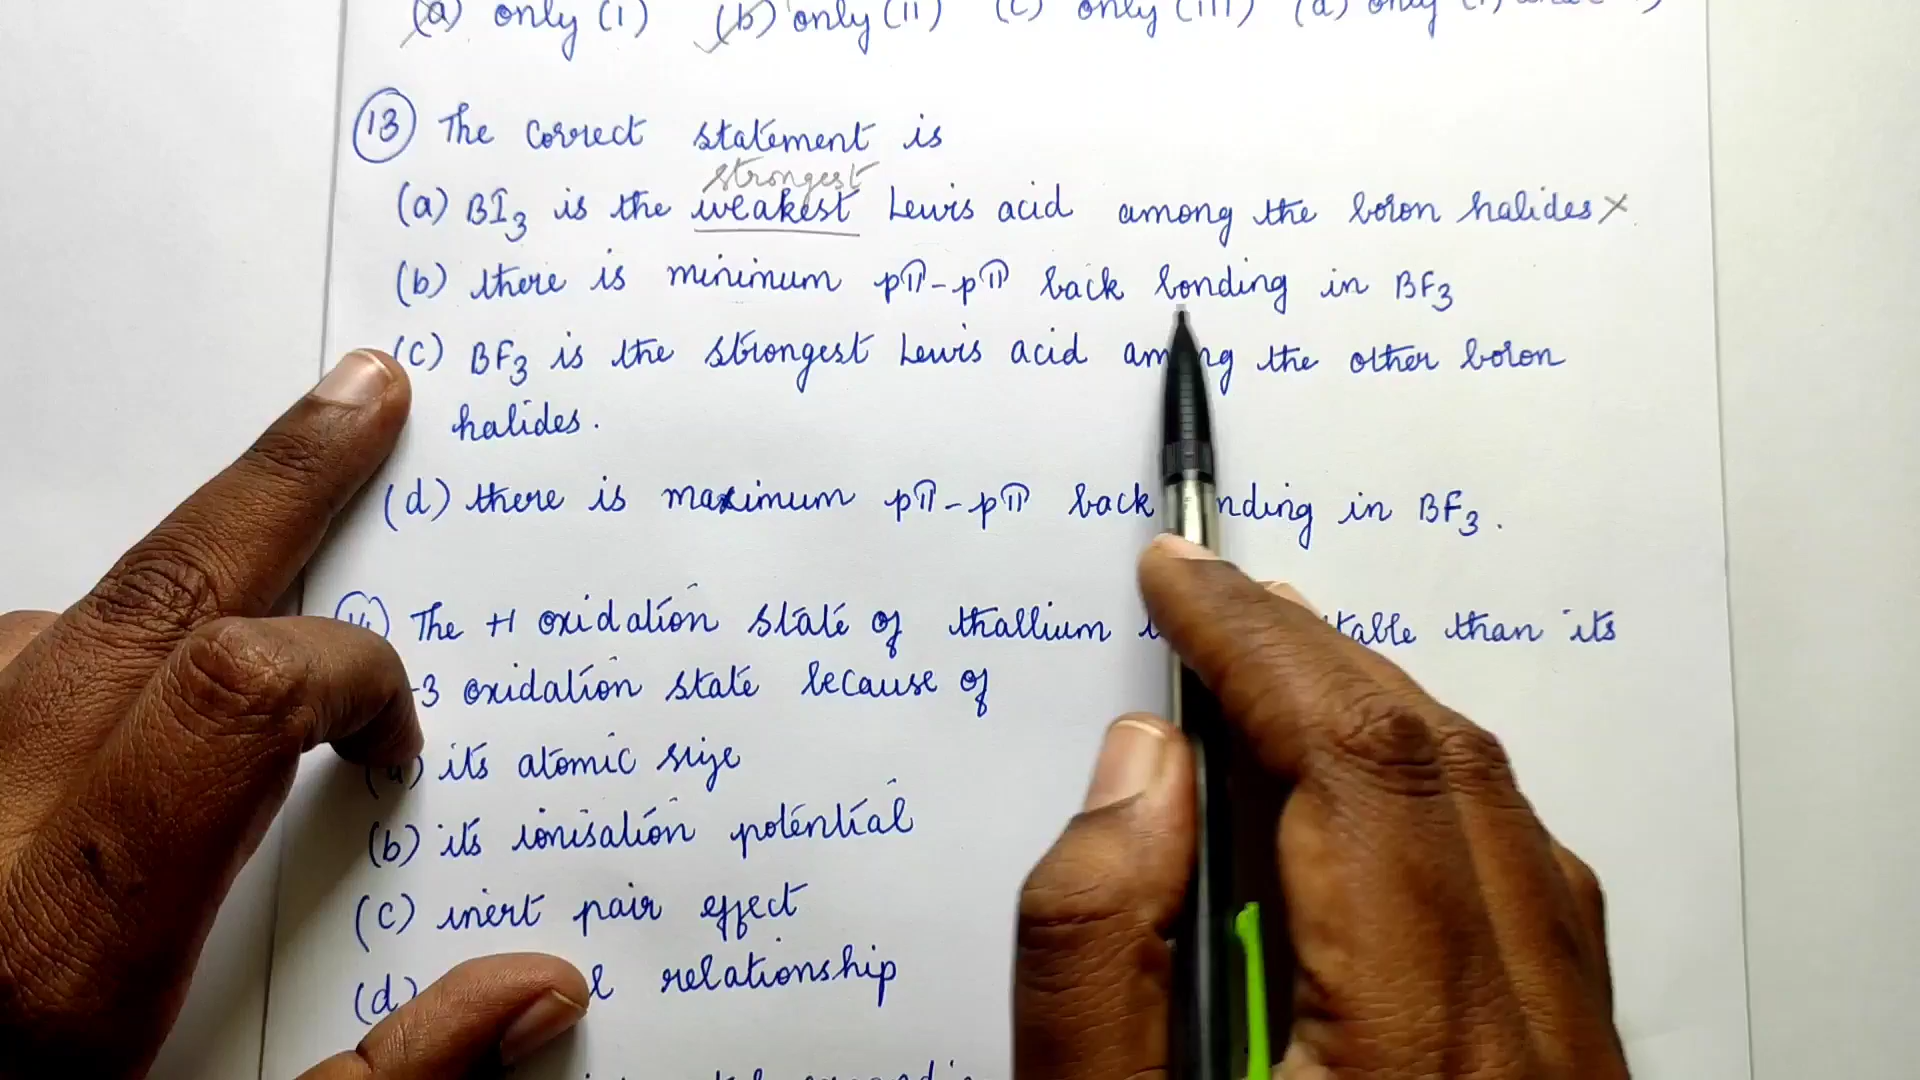 (a) only (I) (b) only (II) (c) only (III) (d) only
(13) The correct statement is
strongest
(a) BI3 is the weakest Lewis acid among the boron halides ×
(b) there is minimum pπ-pπ back bonding in BF3
(c) BF3 is the strongest Lewis acid among the other boron
halides.
(d) there is maximum pπ-pπ back bonding in BF3.
The +1 oxidation state of thallium than its
3 oxidation state because of
(a) its atomic size
(b) its ionisation potential
(c) inert pair effect
(d) relationship